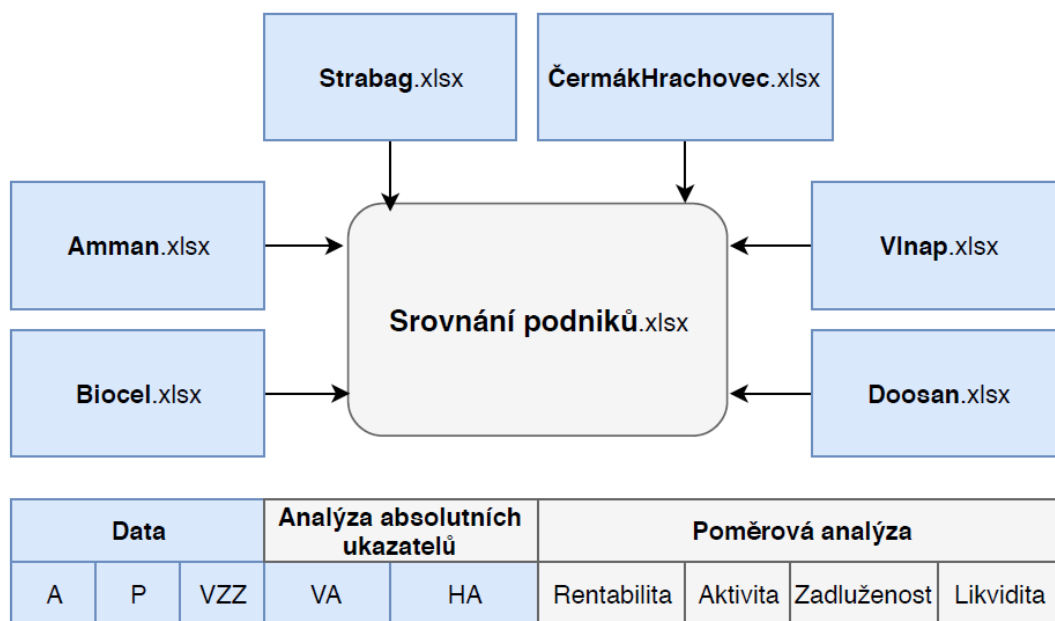 Strabag.xlsx
ČermákHrachovec.xlsx
Amman.xlsx
Vlnap.xlsx
Srovnání podniků.xlsx
Biocel.xlsx
Doosan.xlsx
Data
Analýza absolutních
ukazatelů
Poměrová analýza
A
P
VZZ
VA
HA
Rentabilita
Aktivita
Zadluženost
Likvidita